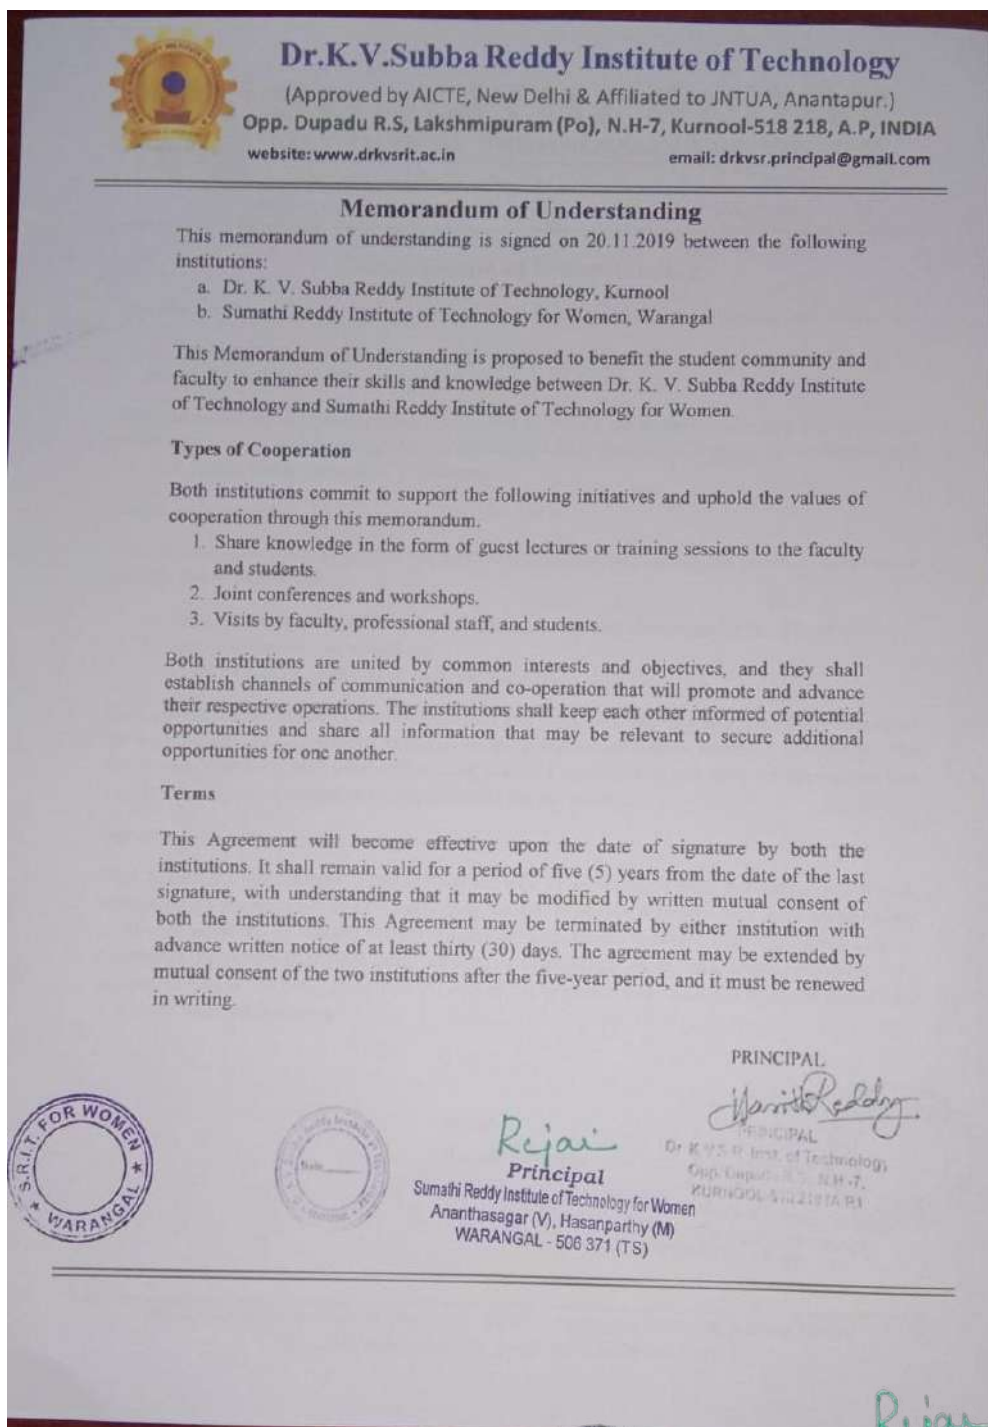 Dr.K.V.Subba Reddy Institute of Technology
(Approved by AICTE, New Delhi & Affiliated to JNTUA, Anantapur.)
Opp. Dupadu R.S, Lakshmipuram (Po), N.H-7, Kurnool-518 218, A.P, INDIA
website: www.drkvsrit.ac.in email: drkvsr.principal@gmail.com
Memorandum of Understanding
This memorandum of understanding is signed on 20.11.2019 between the following
institutions:
a. Dr. K. V. Subba Reddy Institute of Technology, Kurnool
b. Sumathi Reddy Institute of Technology for Women, Warangal
This Memorandum of Understanding is proposed to benefit the student community and
faculty to enhance their skills and knowledge between Dr. K. V. Subba Reddy Institute
of Technology and Sumathi Reddy Institute of Technology for Women.
Types of Cooperation
Both institutions commit to support the following initiatives and uphold the values of
cooperation through this memorandum.
1. Share knowledge in the form of guest lectures or training sessions to the faculty
and students.
2. Joint conferences and workshops.
3. Visits by faculty, professional staff, and students.
Both institutions are united by common interests and objectives, and they shall
establish channels of communication and co-operation that will promote and advance
their respective operations. The institutions shall keep each other informed of potential
opportunities and share all information that may be relevant to secure additional
opportunities for one another.
Terms
This Agreement will become effective upon the date of signature by both the
institutions. It shall remain valid for a period of five (5) years from the date of the last
signature, with understanding that it may be modified by written mutual consent of
both the institutions. This Agreement may be terminated by either institution with
advance written notice of at least thirty (30) days. The agreement may be extended by
mutual consent of the two institutions after the five-year period, and it must be renewed
in writing.
PRINCIPAL
PRINCIPAL
Dr. K.V.S.R. Inst. of Technology
Opp. N.H-7,
KURNOOL
S.R.I.T. FOR WOMEN
★ WARANGAL ★
Rejai
Principal
Sumathi Reddy Institute of Technology for Women
Ananthasagar (V), Hasanparthy (M)
WARANGAL - 506 371 (TS)
Rejai